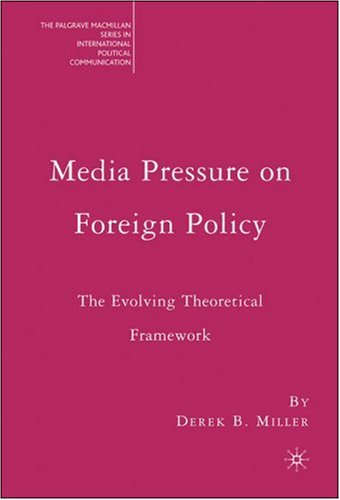 THE PALGRAVE MACMILLAN
SERIES IN
INTERNATIONAL
POLITICAL
COMMUNICATION
Media Pressure on
Foreign Policy
The Evolving Theoretical
Framework
By
Derek B. Miller